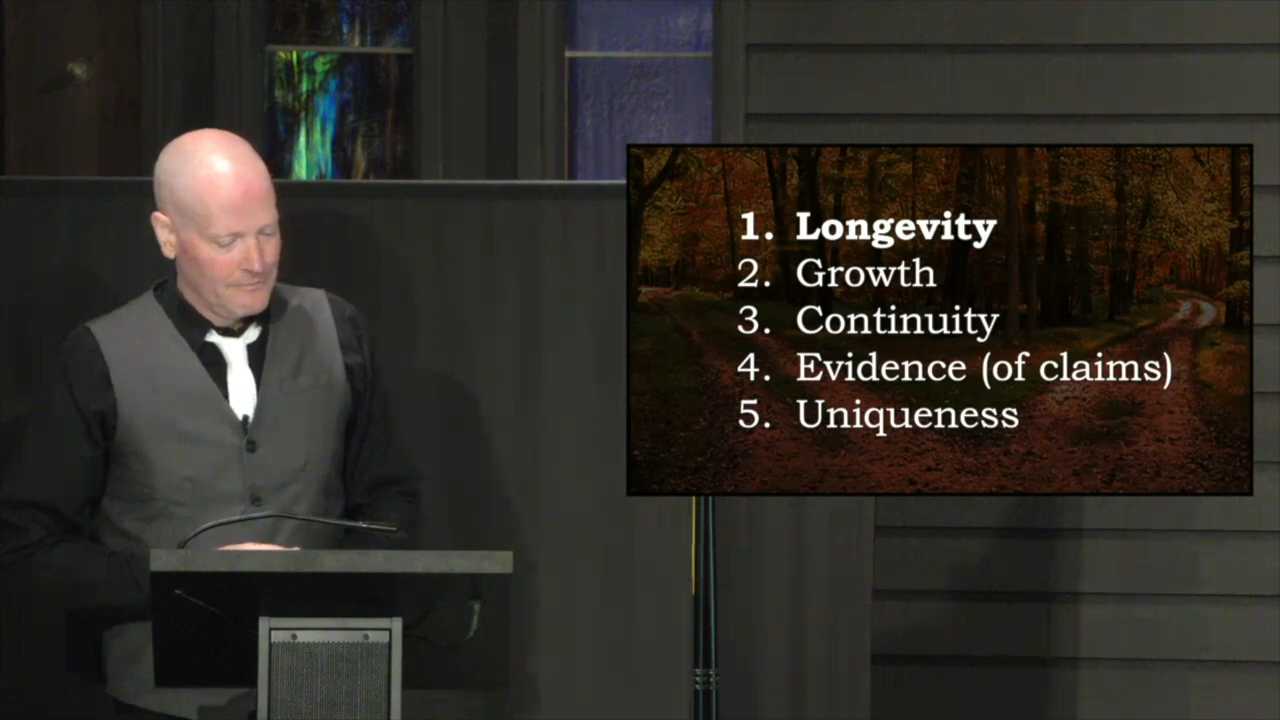 1. Longevity
2. Growth
3. Continuity
4. Evidence (of claims)
5. Uniqueness